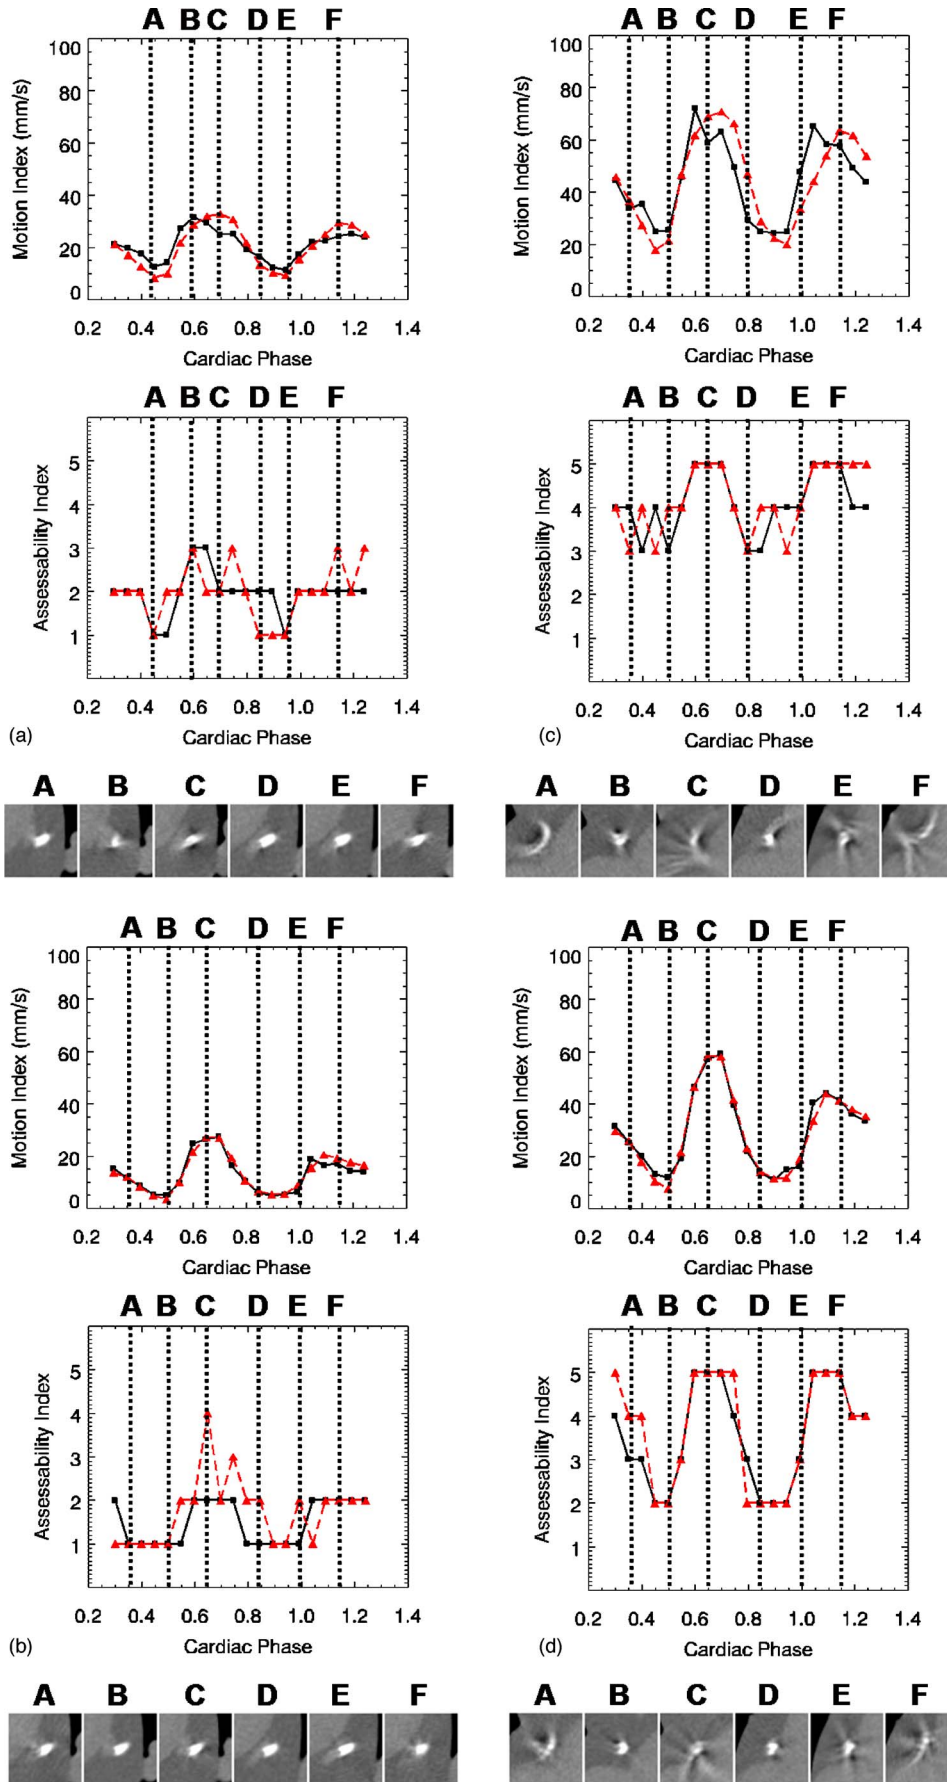 A B C D E F
100
80
60
40
20
0
Motion Index (mm/s)
0.2 0.4 0.6 0.8 1.0 1.2 1.4
Cardiac Phase
A B C D E F
5
4
3
2
1
Assessability Index
0.2 0.4 0.6 0.8 1.0 1.2 1.4
(a)
Cardiac Phase
A B C D E F
A B C D E F
100
80
60
40
20
0
Motion Index (mm/s)
0.2 0.4 0.6 0.8 1.0 1.2 1.4
Cardiac Phase
A B C D E F
5
4
3
2
1
Assessability Index
0.2 0.4 0.6 0.8 1.0 1.2 1.4
(c)
Cardiac Phase
A B C D E F
A B C D E F
100
80
60
40
20
0
Motion Index (mm/s)
0.2 0.4 0.6 0.8 1.0 1.2 1.4
Cardiac Phase
A B C D E F
5
4
3
2
1
Assessability Index
0.2 0.4 0.6 0.8 1.0 1.2 1.4
(b)
Cardiac Phase
A B C D E F
A B C D E F
100
80
60
40
20
0
Motion Index (mm/s)
0.2 0.4 0.6 0.8 1.0 1.2 1.4
Cardiac Phase
A B C D E F
5
4
3
2
1
Assessability Index
0.2 0.4 0.6 0.8 1.0 1.2 1.4
(d)
Cardiac Phase
A B C D E F